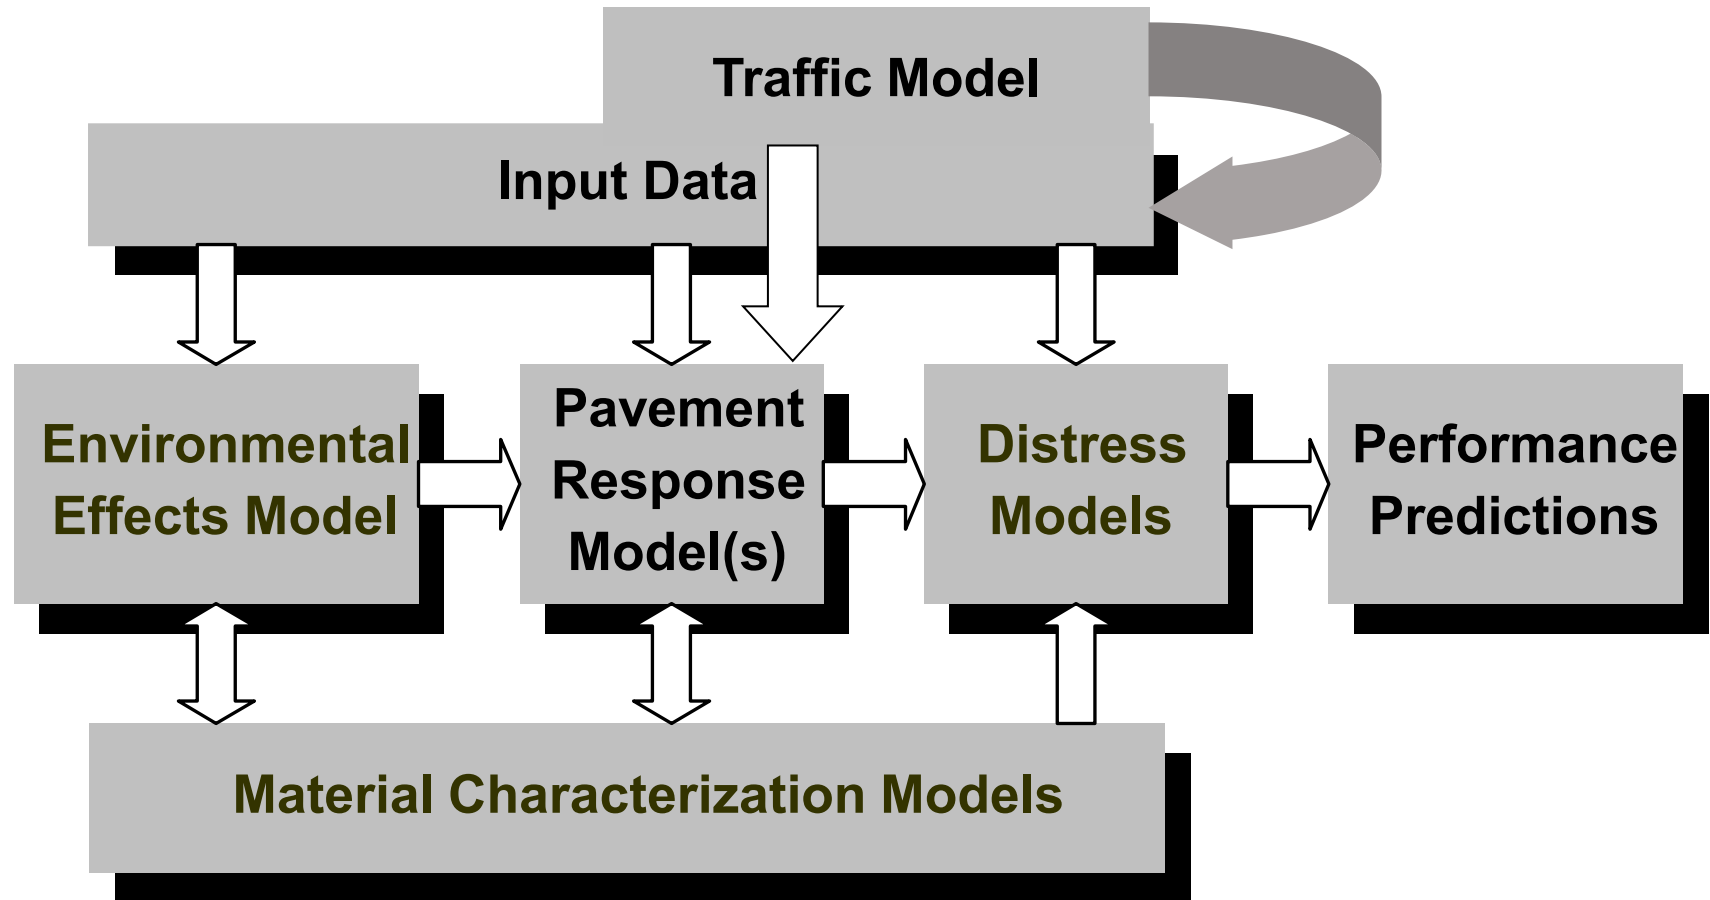 Traffic Model
Input Data
Environmental
Effects Model
Pavement
Response
Model(s)
Distress
Models
Performance
Predictions
Material Characterization Models